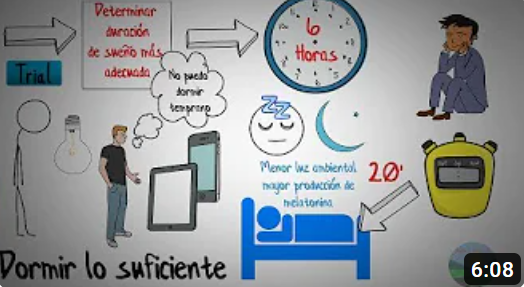 Determinar
duración
de sueño más
adecuada
Trial
6
Horas
No puedo
dormir
temprano
ZZ
Menor luz ambiental
mayor producción de
melatonina
20'
Dormir lo suficiente
6:08